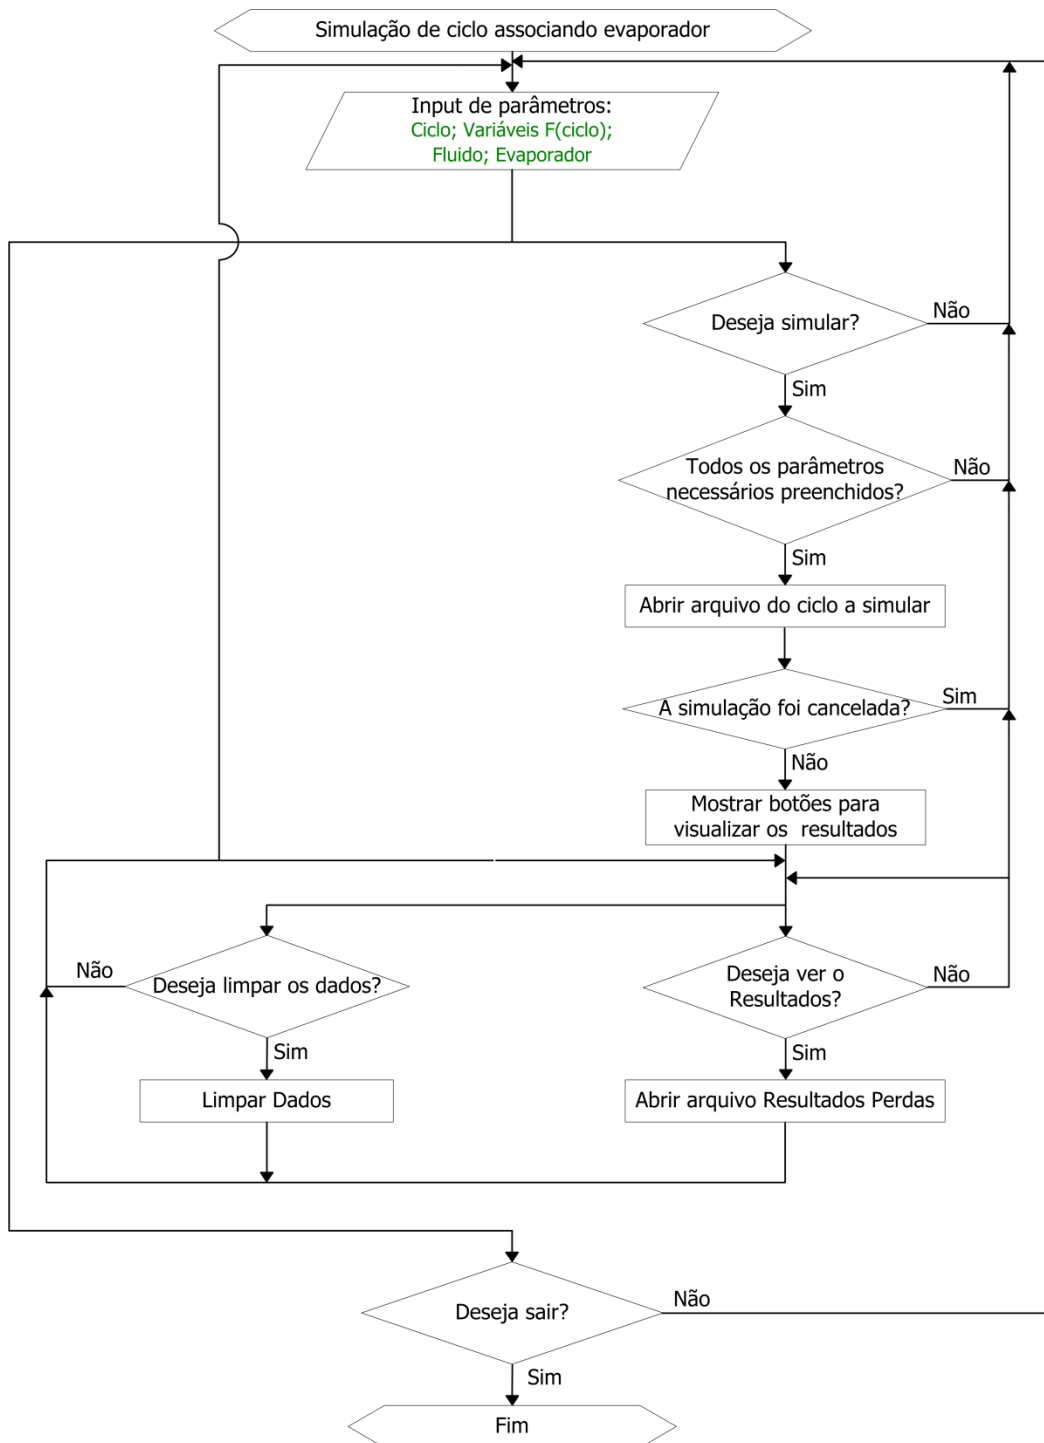 Simulação de ciclo associando evaporador
Input de parâmetros:
Ciclo; Variáveis F(ciclo);
Fluido; Evaporador
Deseja simular?
Não
Sim
Todos os parâmetros
necessários preenchidos?
Não
Sim
Abrir arquivo do ciclo a simular
A simulação foi cancelada?
Sim
Não
Mostrar botões para
visualizar os resultados
Não
Deseja limpar os dados?
Sim
Limpar Dados
Deseja ver o
Resultados?
Não
Sim
Abrir arquivo Resultados Perdas
Deseja sair?
Não
Sim
Fim